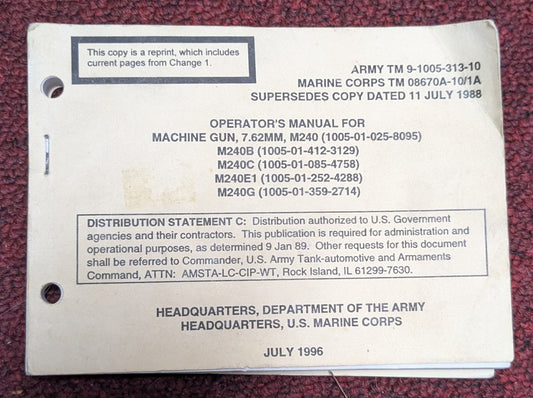 This copy is a reprint, which includes
current pages from Change 1.
ARMY TM 9-1005-313-10
MARINE CORPS TM 08670A-10/1A
SUPERSEDES COPY DATED 11 JULY 1988
OPERATOR'S MANUAL FOR
MACHINE GUN, 7.62MM, M240 (1005-01-025-8095)
M240B (1005-01-412-3129)
M240C (1005-01-085-4758)
M240E1 (1005-01-252-4288)
M240G (1005-01-359-2714)
DISTRIBUTION STATEMENT C: Distribution authorized to U.S. Government
agencies and their contractors. This publication is required for administration and
operational purposes, as determined 9 Jan 89. Other requests for this document
shall be referred to Commander, U.S. Army Tank-automotive and Armaments
Command, ATTN: AMSTA-LC-CIP-WT, Rock Island, IL 61299-7630.
HEADQUARTERS, DEPARTMENT OF THE ARMY
HEADQUARTERS, U.S. MARINE CORPS
JULY 1996